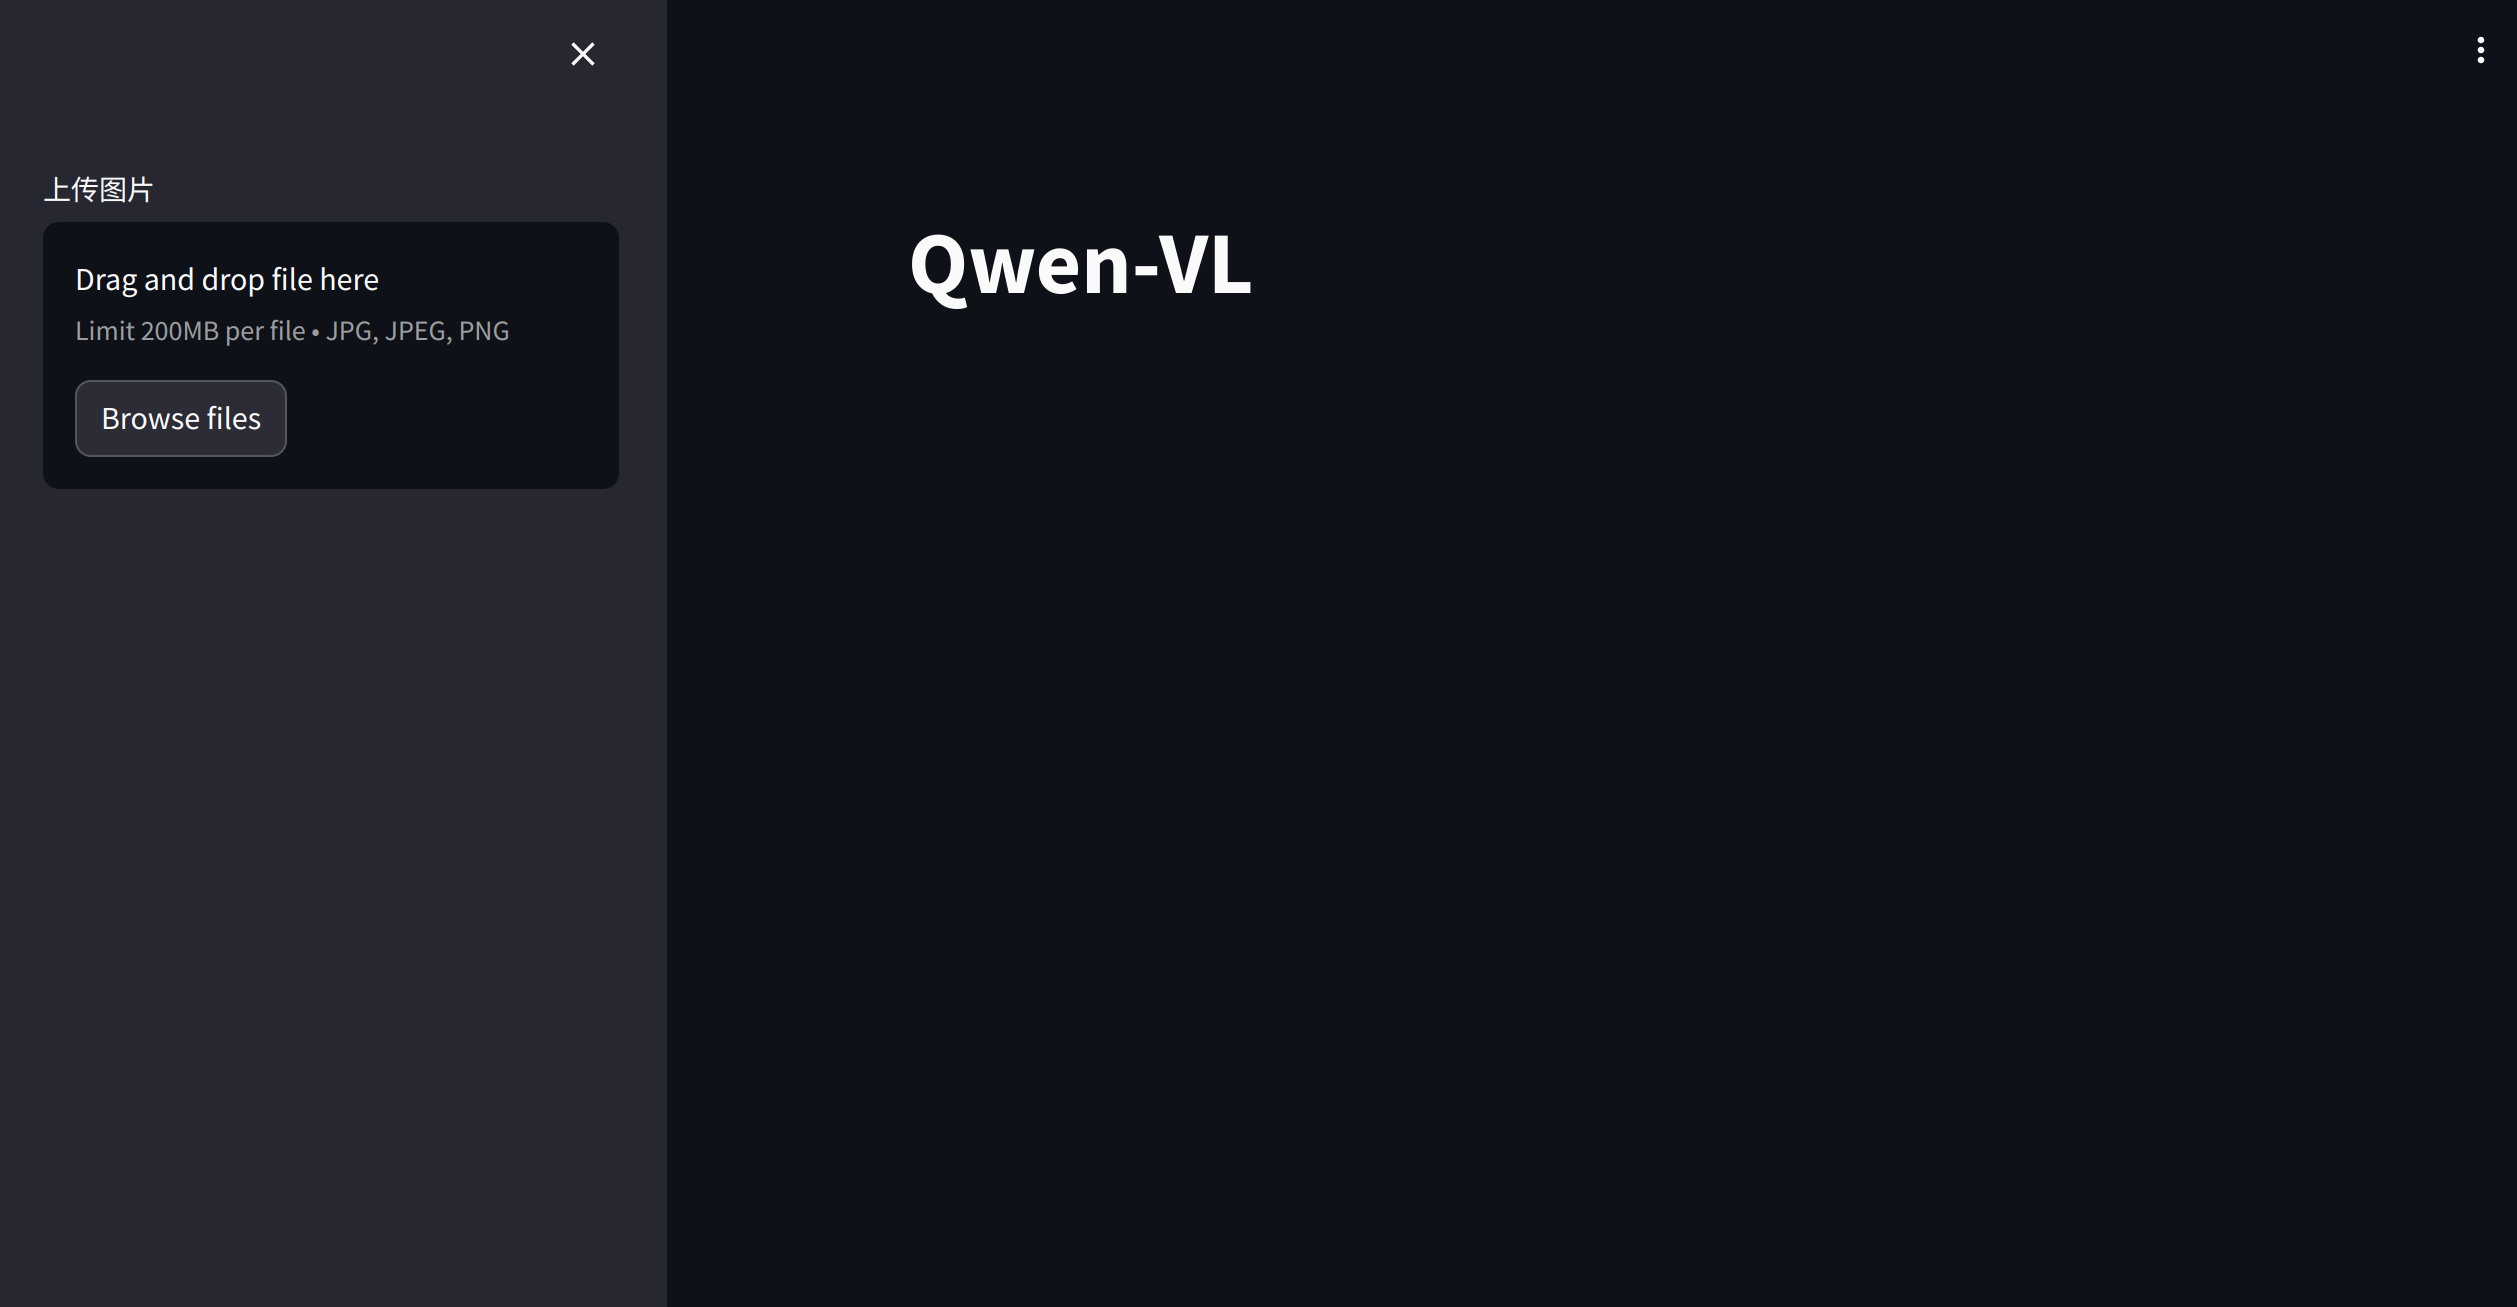 上传图片
Drag and drop file here
Limit 200MB per file • JPG, JPEG, PNG
Browse files
Qwen-VL